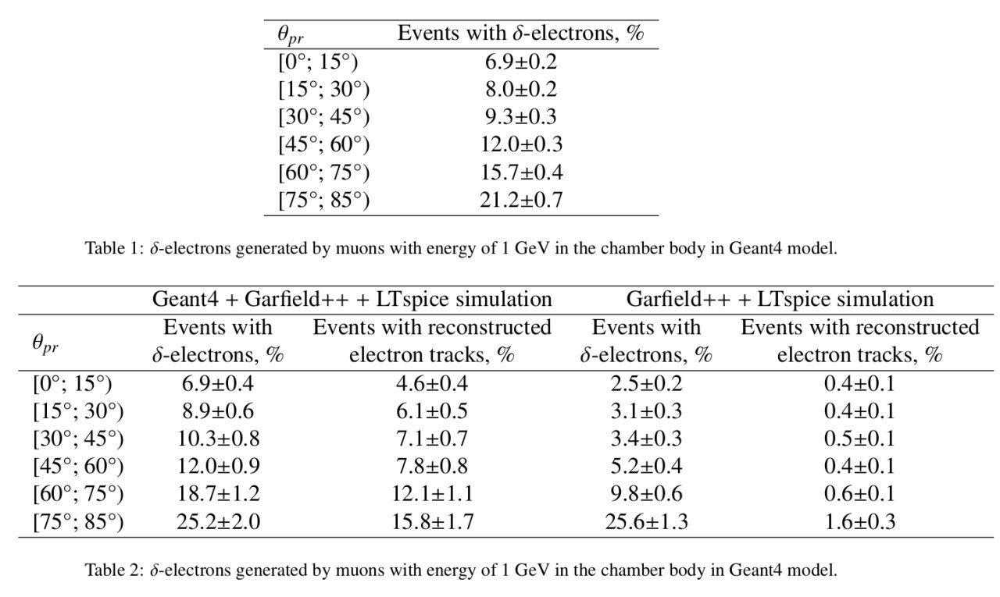 θpr Events with δ-electrons, %
[0°; 15°) 6.9±0.2
[15°; 30°) 8.0±0.2
[30°; 45°) 9.3±0.3
[45°; 60°) 12.0±0.3
[60°; 75°) 15.7±0.4
[75°; 85°) 21.2±0.7
Table 1: δ-electrons generated by muons with energy of 1 GeV in the chamber body in Geant4 model.
Geant4 + Garfield++ + LTspice simulation Garfield++ + LTspice simulation
θpr Events with δ-electrons, % Events with reconstructed electron tracks, % Events with δ-electrons, % Events with reconstructed electron tracks, %
[0°; 15°) 6.9±0.4 4.6±0.4 2.5±0.2 0.4±0.1
[15°; 30°) 8.9±0.6 6.1±0.5 3.1±0.3 0.4±0.1
[30°; 45°) 10.3±0.8 7.1±0.7 3.4±0.3 0.5±0.1
[45°; 60°) 12.0±0.9 7.8±0.8 5.2±0.4 0.4±0.1
[60°; 75°) 18.7±1.2 12.1±1.1 9.8±0.6 0.6±0.1
[75°; 85°) 25.2±2.0 15.8±1.7 25.6±1.3 1.6±0.3
Table 2: δ-electrons generated by muons with energy of 1 GeV in the chamber body in Geant4 model.